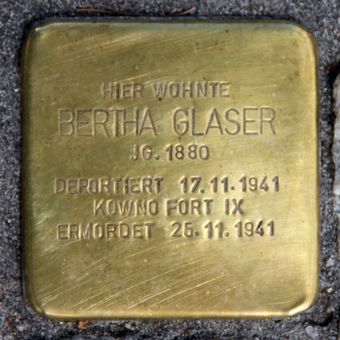 HIER WOHNTE
BERTHA GLASER
JG. 1880
DEPORTIERT 17.11.1941
KOWNO FORT IX
ERMORDET 25.11.1941